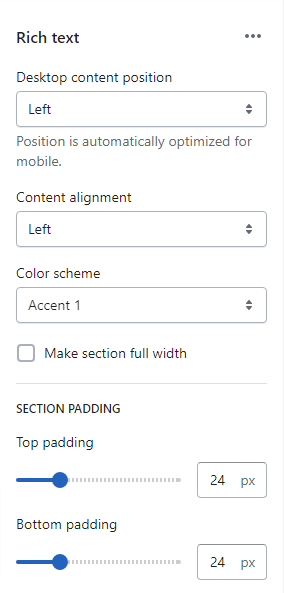 Rich text
Desktop content position
Left
Position is automatically optimized for
mobile.
Content alignment
Left
Color scheme
Accent 1
Make section full width
SECTION PADDING
Top padding
24 px
Bottom padding
24 px